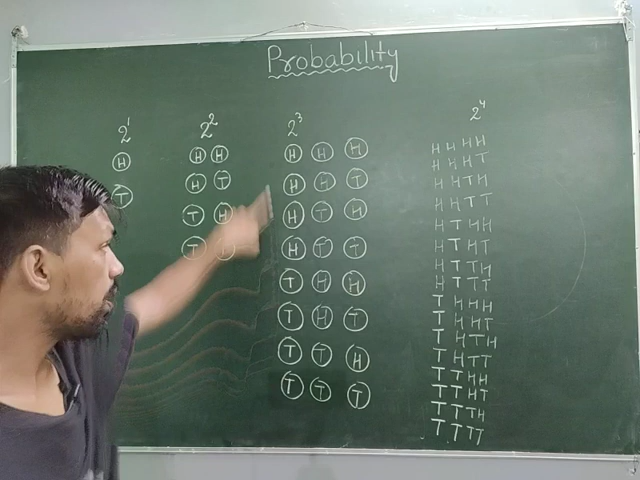 Probability
2¹
H
T
2²
H H
H T
T H
T
2³
H H H
H H T
H T H
H T T
T H H
T H T
T T H
T T T
2⁴
H H H H
H H H T
H H T H
H H T T
H T H H
H T H T
H T T H
H T T T
T H H H
T H H T
T H T H
T H T T
T T H H
T T H T
T T T H
T T T T